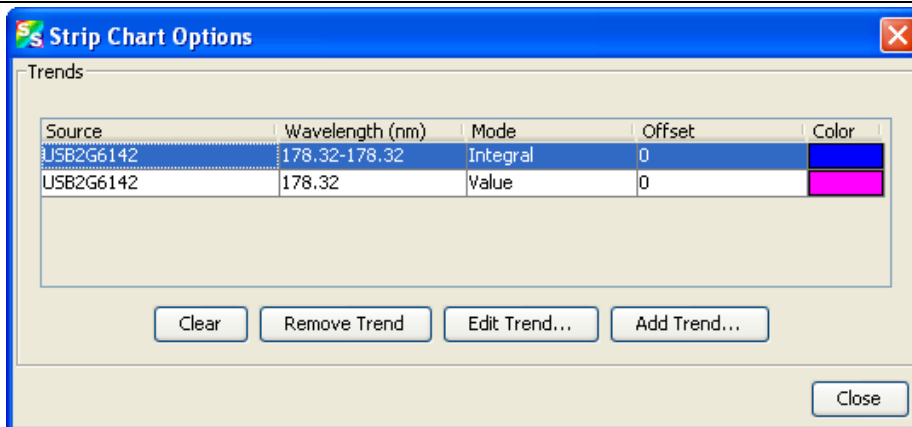 Strip Chart Options
Trends
Source Wavelength (nm) Mode Offset Color
USB2G6142 178.32-178.32 Integral 0
USB2G6142 178.32 Value 0
Clear Remove Trend Edit Trend... Add Trend...
Close